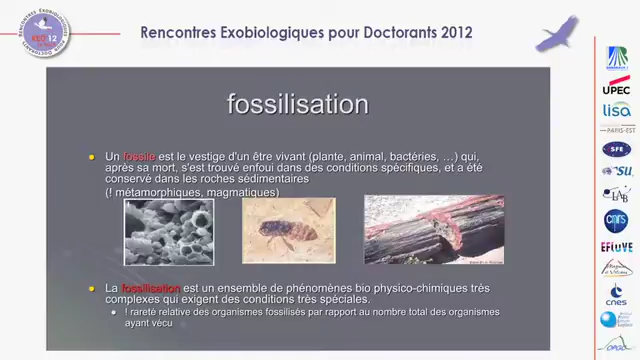 Rencontres Exobiologiques pour Doctorants 2012
fossilisation
Un fossile est le vestige d'un être vivant (plante, animal, bactéries, …) qui,
après sa mort, s'est trouvé enfoui dans des conditions spécifiques, et a été
conservé dans les roches sédimentaires
(! métamorphiques, magmatiques)
La fossilisation est un ensemble de phénomènes bio physico-chimiques très
complexes qui exigent des conditions très spéciales.
! rareté relative des organismes fossilisés par rapport au nombre total des organismes
ayant vécu
UPEC
lisa
PARIS-EST
SFE
SU
LAB
cnrs
EFLUVE
cnes